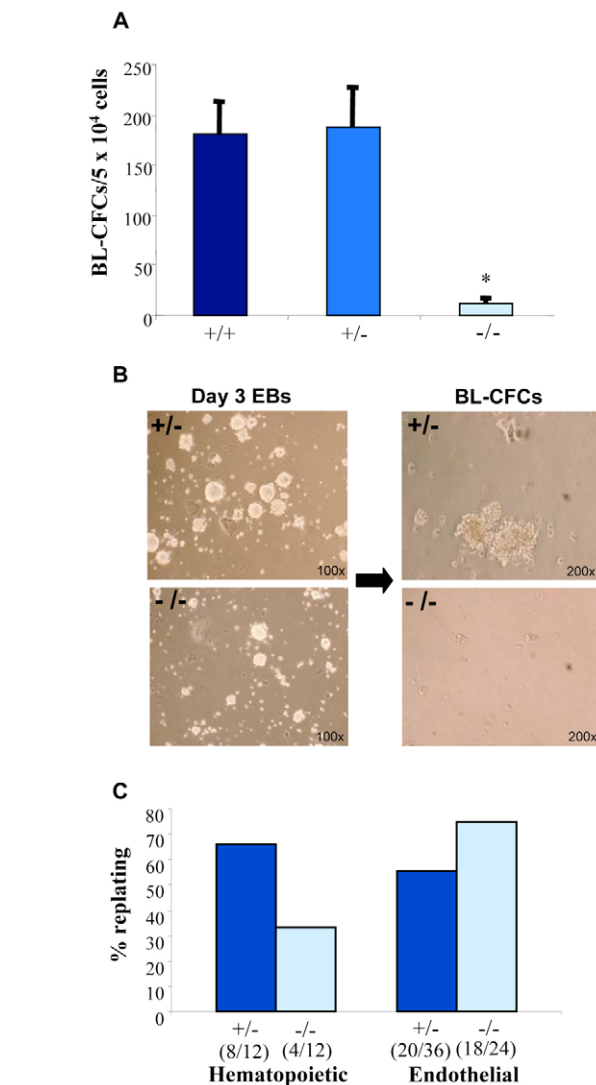 A
BL-CFCs/5 x 10⁴ cells
250
200
150
100
50
0
*
+/+
+/-
-/-
B
Day 3 EBs
BL-CFCs
+/-
100x
+/-
200x
- /-
100x
- /-
200x
C
% replating
80
70
60
50
40
30
20
10
0
+/- -/- +/- -/-
(8/12) (4/12) (20/36) (18/24)
Hematopoietic Endothelial